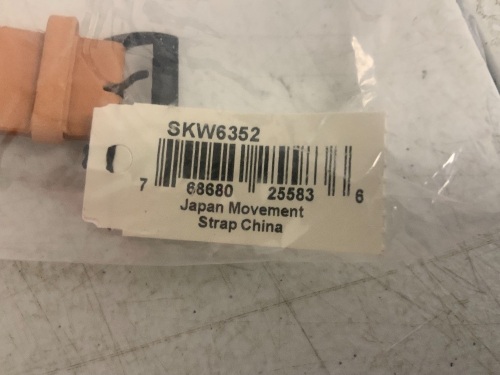 SKW6352
7 68680 25583 6
Japan Movement
Strap China